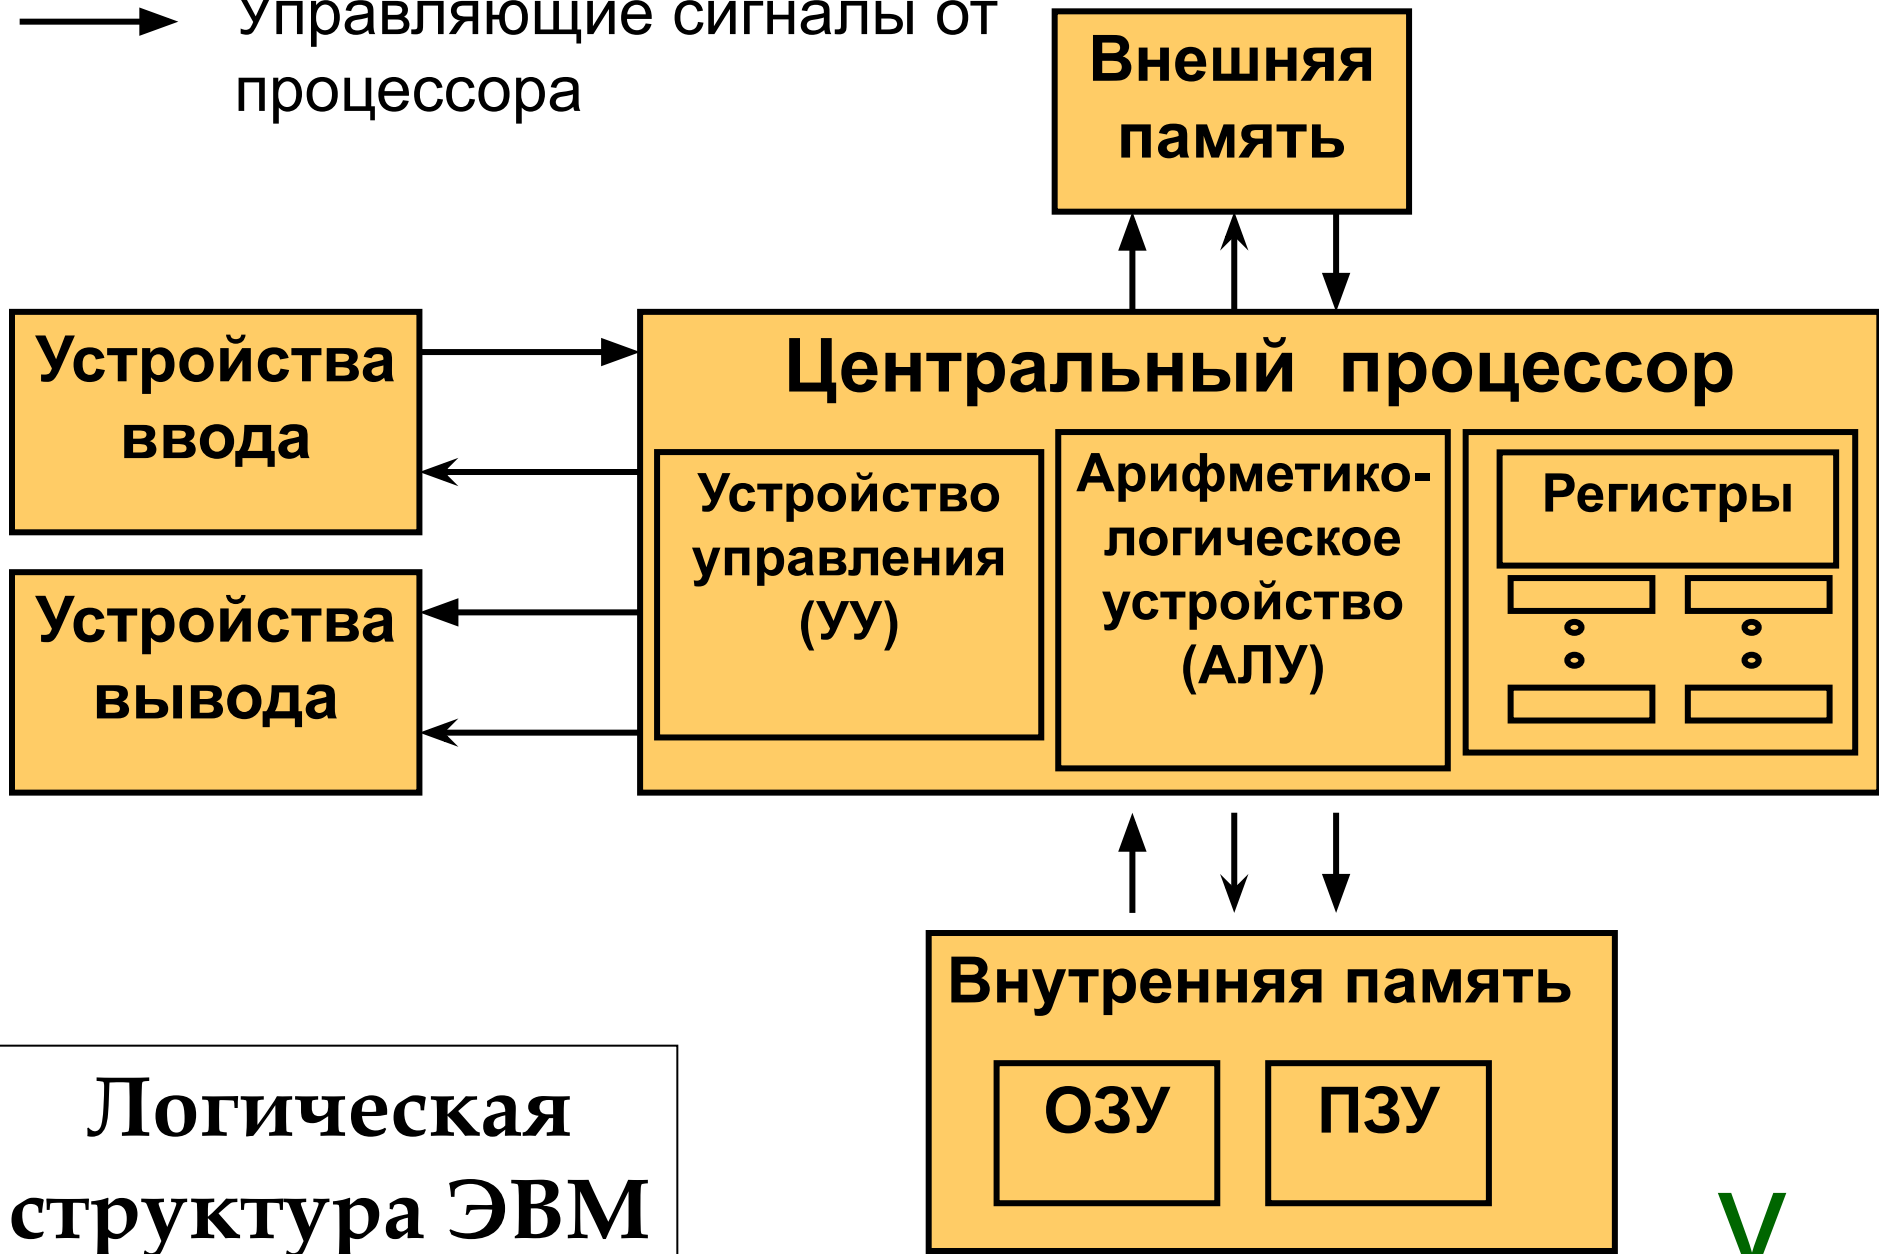 Управляющие сигналы от
процессора
Внешняя
память
Устройства
ввода
Центральный процессор
Устройство
управления
(УУ)
Арифметико-
логическое
устройство
(АЛУ)
Регистры
Устройства
вывода
Внутренняя память
ОЗУ
ПЗУ
Логическая
структура ЭВМ